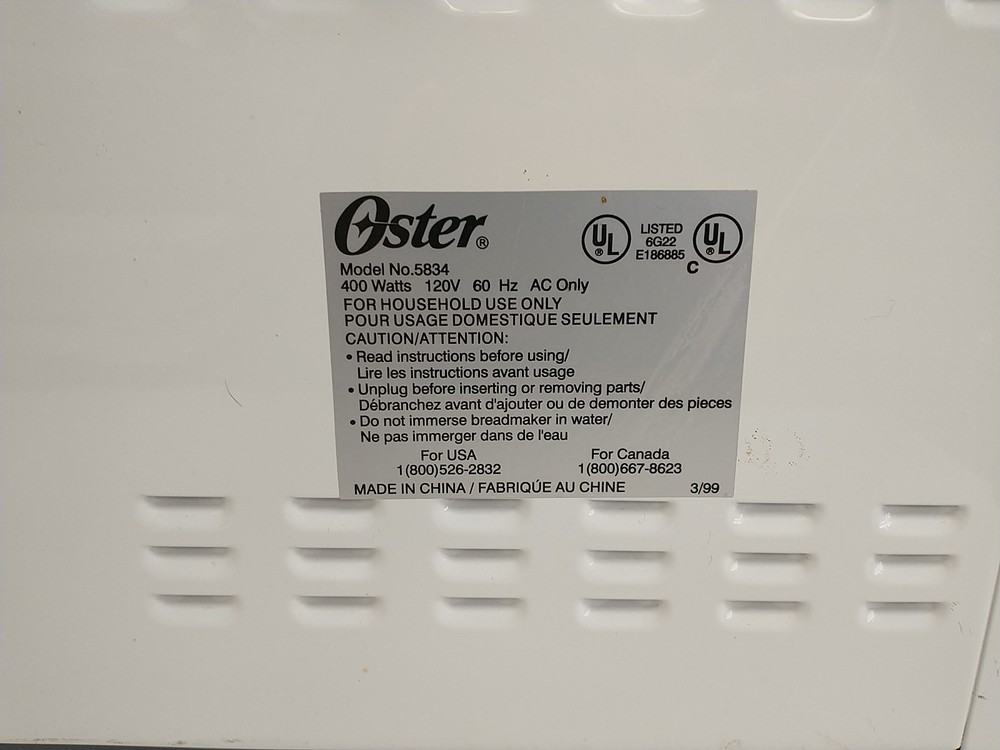 Oster®
UL® LISTED UL®
6G22
E186885
C
Model No.5834
400 Watts 120V 60 Hz AC Only
FOR HOUSEHOLD USE ONLY
POUR USAGE DOMESTIQUE SEULEMENT
CAUTION/ATTENTION:
• Read instructions before using/
Lire les instructions avant usage
• Unplug before inserting or removing parts/
Débranchez avant d'ajouter ou de demonter des pieces
• Do not immerse breadmaker in water/
Ne pas immerger dans de l'eau
For USA For Canada
1(800)526-2832 1(800)667-8623
MADE IN CHINA / FABRIQÚE AU CHINE 3/99